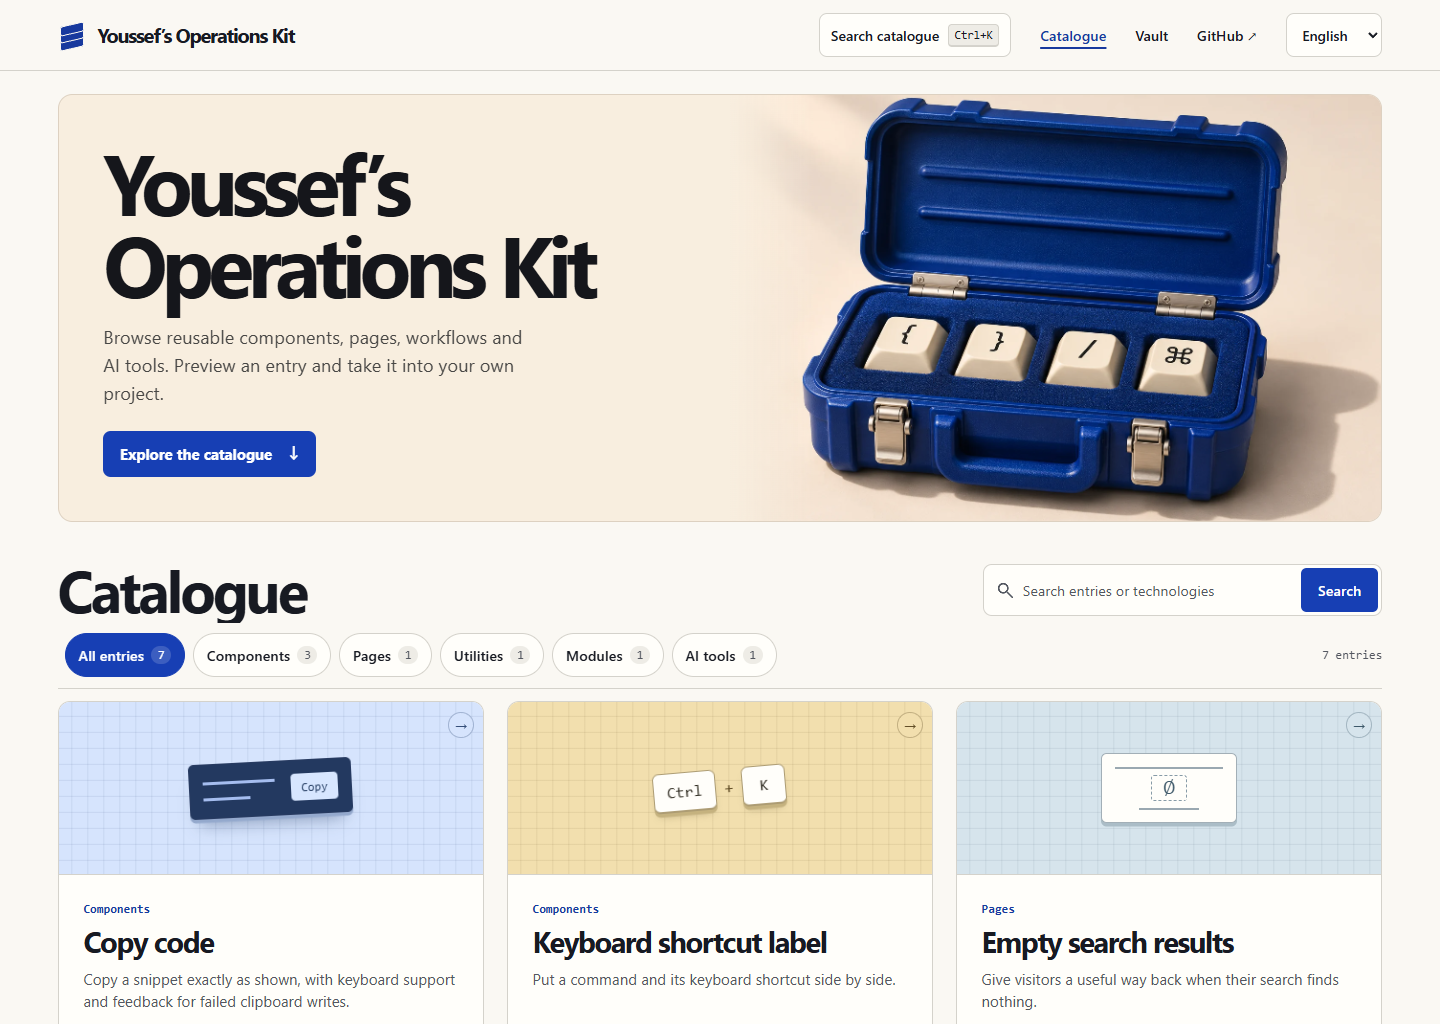 Youssef’s Operations Kit
Search catalogue Ctrl+K
Catalogue
Vault
GitHub ↗
English
Youssef’s
Operations Kit
Browse reusable components, pages, workflows and
AI tools. Preview an entry and take it into your own
project.
Explore the catalogue ↓
{ } / ⌘
Catalogue
Search entries or technologies
Search
All entries 7
Components 3
Pages 1
Utilities 1
Modules 1
AI tools 1
7 entries
→
Copy
Components
Copy code
Copy a snippet exactly as shown, with keyboard support
and feedback for failed clipboard writes.
→
Ctrl + K
Components
Keyboard shortcut label
Put a command and its keyboard shortcut side by side.
→
Ø
Pages
Empty search results
Give visitors a useful way back when their search finds
nothing.